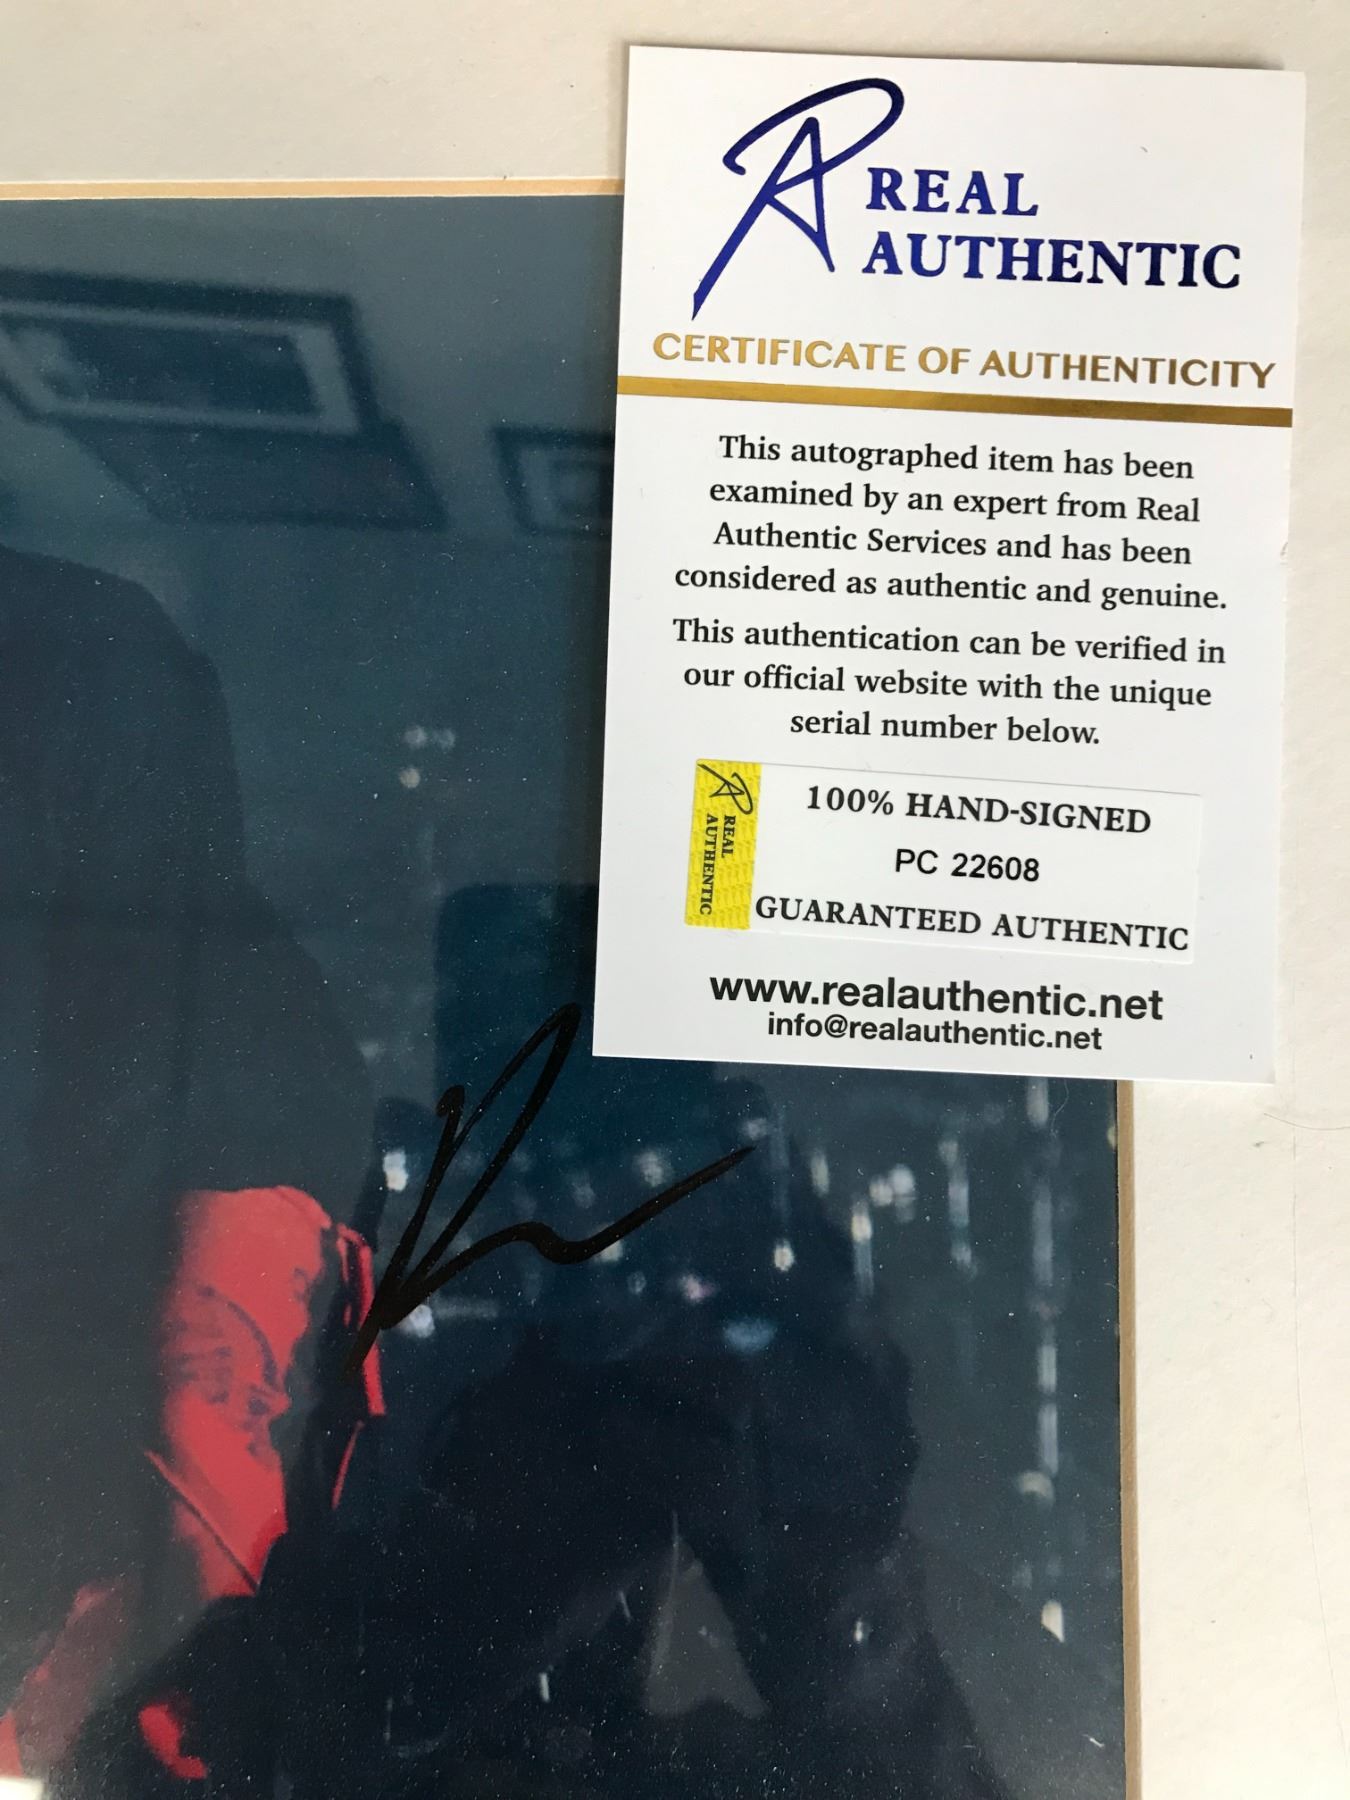 REAL
AUTHENTIC
CERTIFICATE OF AUTHENTICITY
This autographed item has been
examined by an expert from Real
Authentic Services and has been
considered as authentic and genuine.
This authentication can be verified in
our official website with the unique
serial number below.
REAL
AUTHENTIC
100% HAND-SIGNED
PC 22608
GUARANTEED AUTHENTIC
www.realauthentic.net
info@realauthentic.net